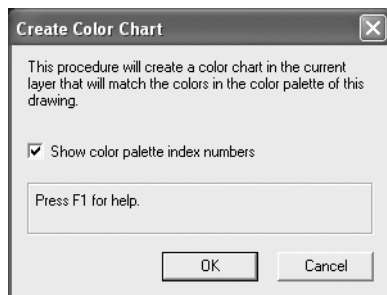 Create Color Chart
This procedure will create a color chart in the current
layer that will match the colors in the color palette of this
drawing.
Show color palette index numbers
Press F1 for help.
OK
Cancel